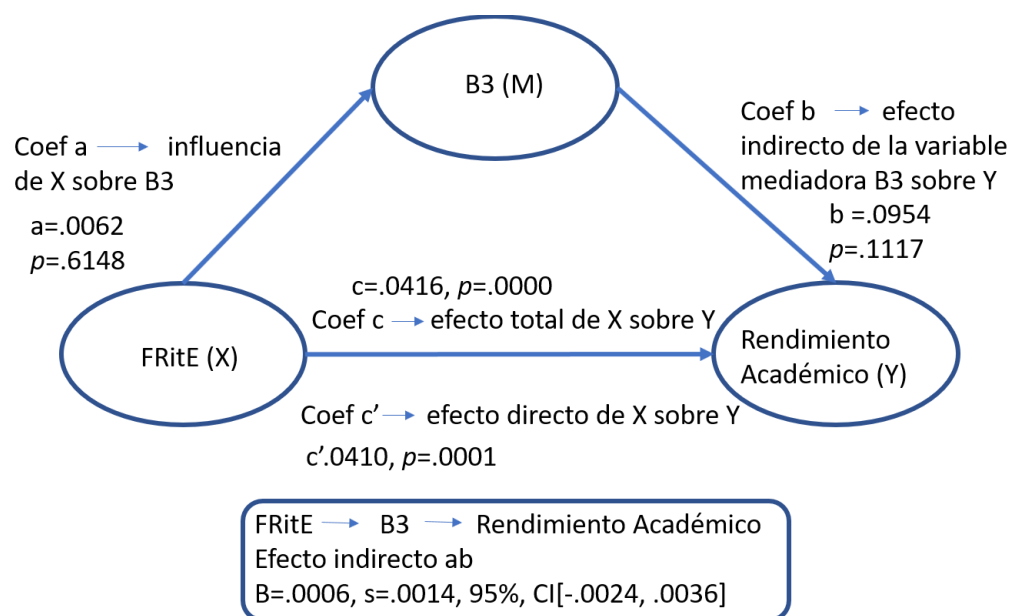 B3 (M)
Coef a → influencia
de X sobre B3
a=.0062
p=.6148
Coef b → efecto
indirecto de la variable
mediadora B3 sobre Y
b =.0954
p=.1117
c=.0416, p=.0000
Coef c → efecto total de X sobre Y
FRitE (X)
Rendimiento
Académico (Y)
Coef c’ → efecto directo de X sobre Y
c’.0410, p=.0001
FRitE → B3 → Rendimiento Académico
Efecto indirecto ab
B=.0006, s=.0014, 95%, CI[-.0024, .0036]